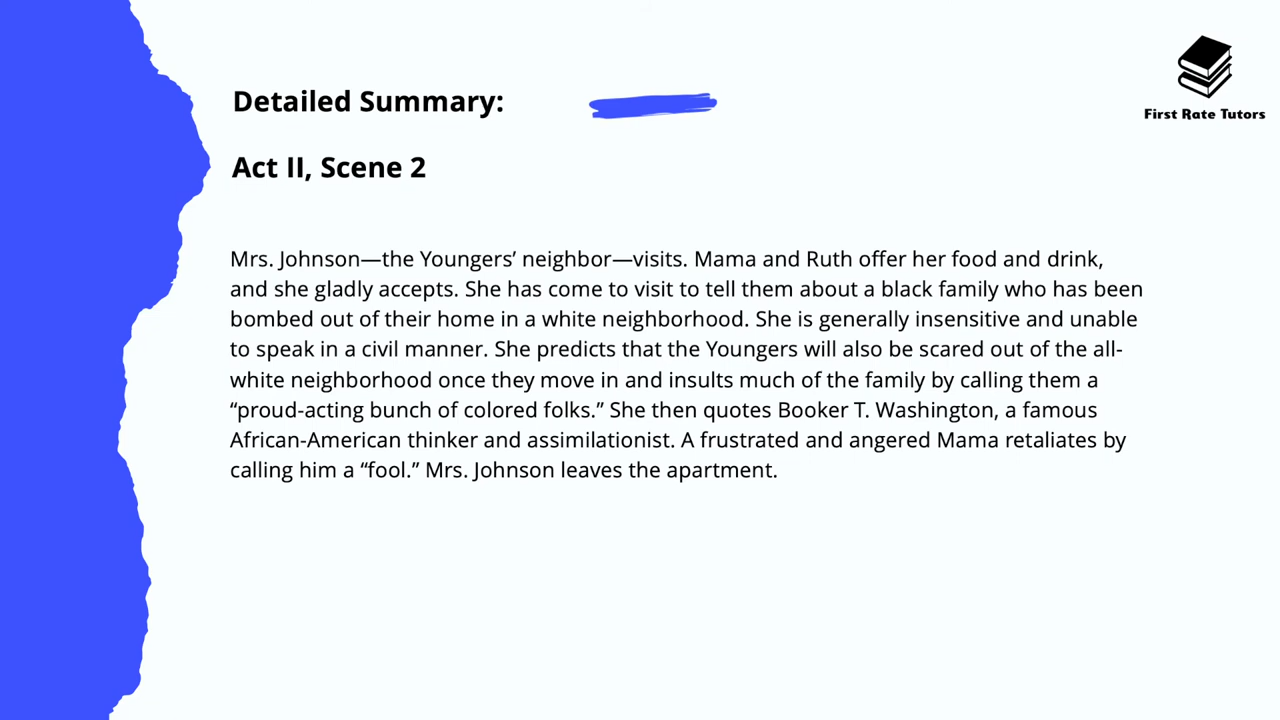 First Rate Tutors
Detailed Summary:
Act II, Scene 2
Mrs. Johnson—the Youngers’ neighbor—visits. Mama and Ruth offer her food and drink,
and she gladly accepts. She has come to visit to tell them about a black family who has been
bombed out of their home in a white neighborhood. She is generally insensitive and unable
to speak in a civil manner. She predicts that the Youngers will also be scared out of the all-
white neighborhood once they move in and insults much of the family by calling them a
“proud-acting bunch of colored folks.” She then quotes Booker T. Washington, a famous
African-American thinker and assimilationist. A frustrated and angered Mama retaliates by
calling him a “fool.” Mrs. Johnson leaves the apartment.